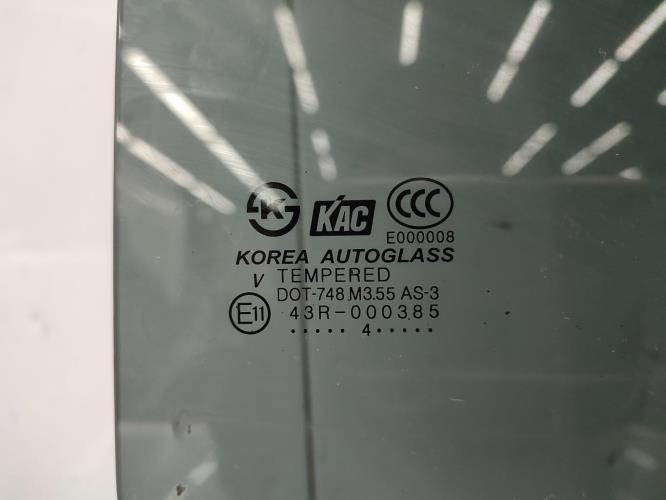 K KAC CCC
E000008
KOREA AUTOGLASS
V TEMPERED
DOT-748 M3.55 AS-3
E11 43R-000385
..... 4 .....